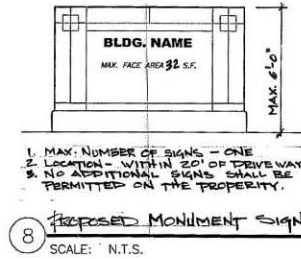 BLDG. NAME
MAX. FACE AREA 32 S.F.
MAX. 6'-0"
1. MAX. NUMBER OF SIGNS - ONE
2. LOCATION - WITHIN 20' OF DRIVEWAY
3. NO ADDITIONAL SIGNS SHALL BE
PERMITTED ON THE PROPERITY.
8
PROPOSED MONUMENT SIGN
SCALE: N.T.S.